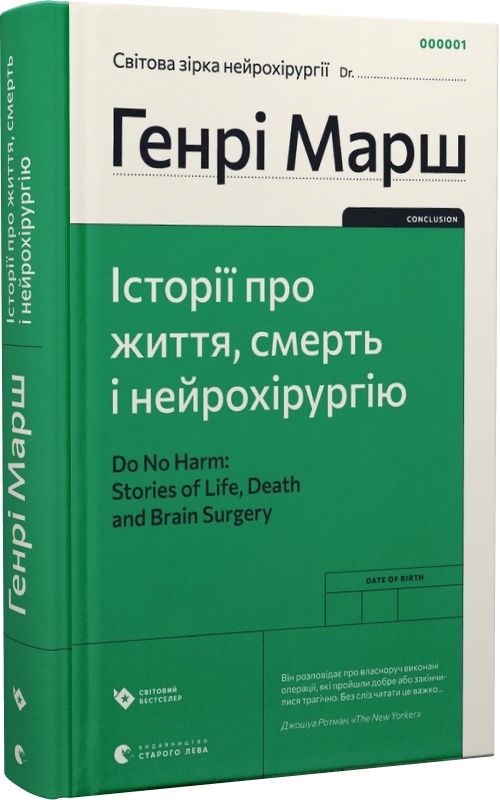 000001
Світова зірка нейрохірургії Dr.
Генрі Марш
CONCLUSION
Історії про
життя, смерть
і нейрохірургію
Do No Harm:
Stories of Life, Death
and Brain Surgery
DATE OF BIRTH
Він розповідає про власноруч виконані
операції, які пройшли добре або закінчи-
лися трагічно. Без сліз читати це важко...
Джошуа Ротман, «The New Yorker»
СВІТОВИЙ
БЕСТСЕЛЕР
ВИДАВНИЦТВО
СТАРОГО ЛЕВА
Історії про життя, смерть
і нейрохірургію
Генрі Марш